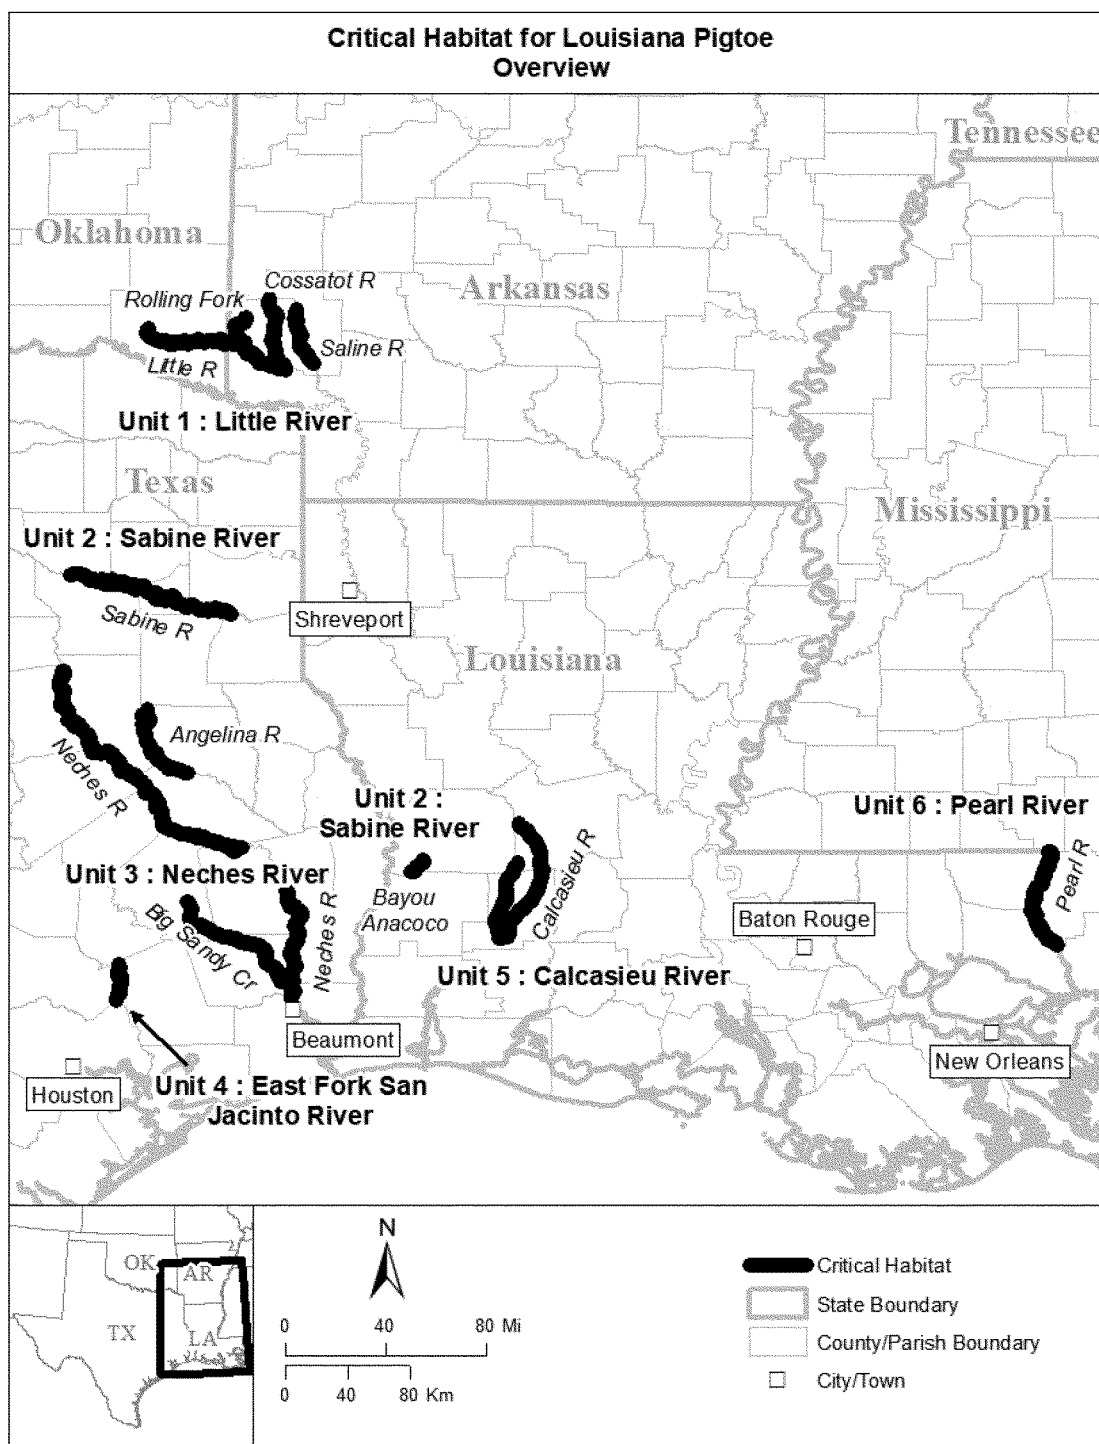 Critical Habitat for Louisiana Pigtoe
Overview
Tennessee
Oklahoma
Cossatot R
Rolling Fork
Arkansas
Saline R
Little R
Unit 1 : Little River
Texas
Mississippi
Unit 2 : Sabine River
Shreveport
Sabine R
Louisiana
Angelina R
Neches R
Unit 2 :
Sabine River
Unit 6 : Pearl River
Calcasieu R
Pearl R
Unit 3 : Neches River
Bayou
Anacoco
Big Sandy Cr
Neches R
Baton Rouge
Unit 5 : Calcasieu River
Beaumont
New Orleans
Houston
Unit 4 : East Fork San
Jacinto River
OK
AR
TX
LA
N
0 40 80 Mi
0 40 80 Km
Critical Habitat
State Boundary
County/Parish Boundary
City/Town